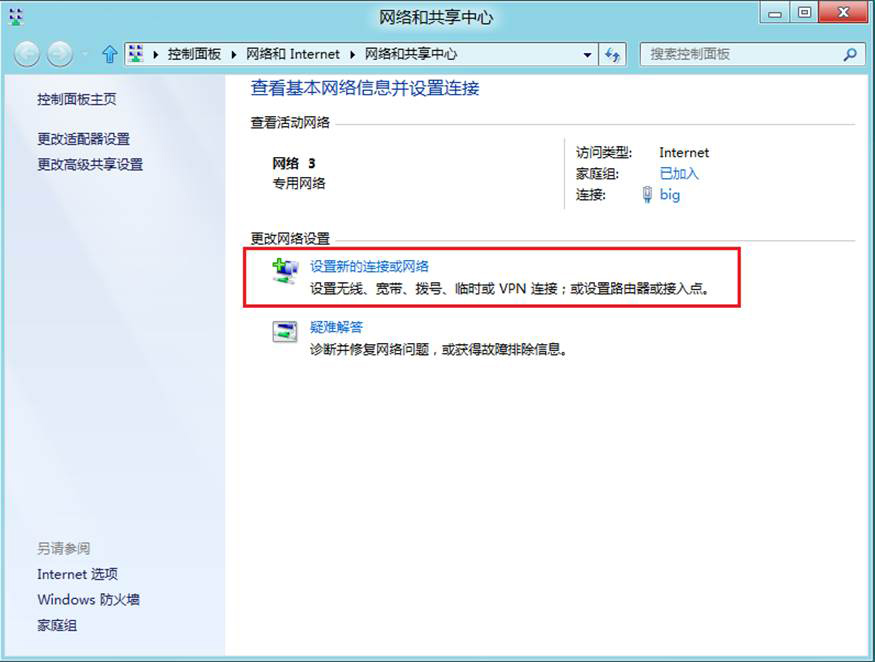 网络和共享中心
控制面板 网络和 Internet 网络和共享中心 搜索控制面板
控制面板主页
更改适配器设置
更改高级共享设置
查看基本网络信息并设置连接
查看活动网络
网络 3
专用网络
访问类型: Internet
家庭组: 已加入
连接: big
更改网络设置
设置新的连接或网络
设置无线、宽带、拨号、临时或 VPN 连接；或设置路由器或接入点。
疑难解答
诊断并修复网络问题，或获得故障排除信息。
另请参阅
Internet 选项
Windows 防火墙
家庭组